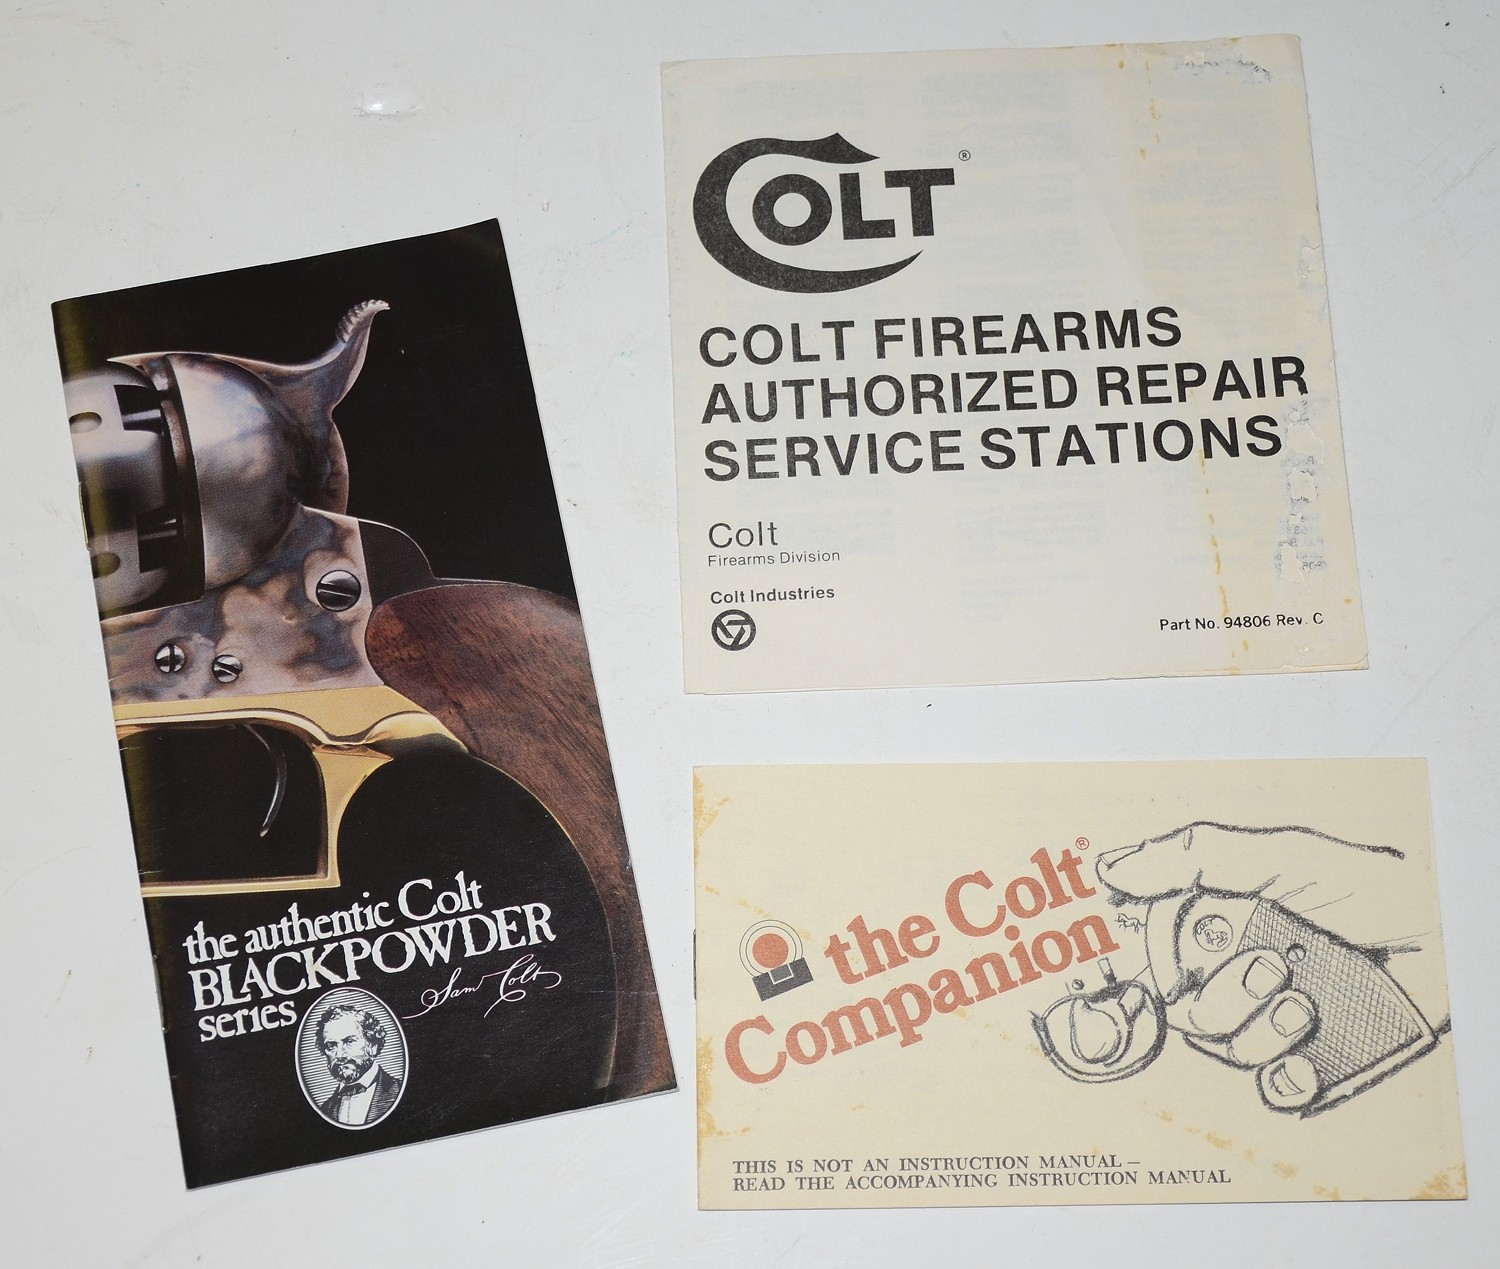 the authentic Colt
BLACKPOWDER
series
Sam Colt
COLT®
COLT FIREARMS
AUTHORIZED REPAIR
SERVICE STATIONS
Colt
Firearms Division
Colt Industries
Part No. 94806 Rev. C
the Colt®
Companion
THIS IS NOT AN INSTRUCTION MANUAL —
READ THE ACCOMPANYING INSTRUCTION MANUAL